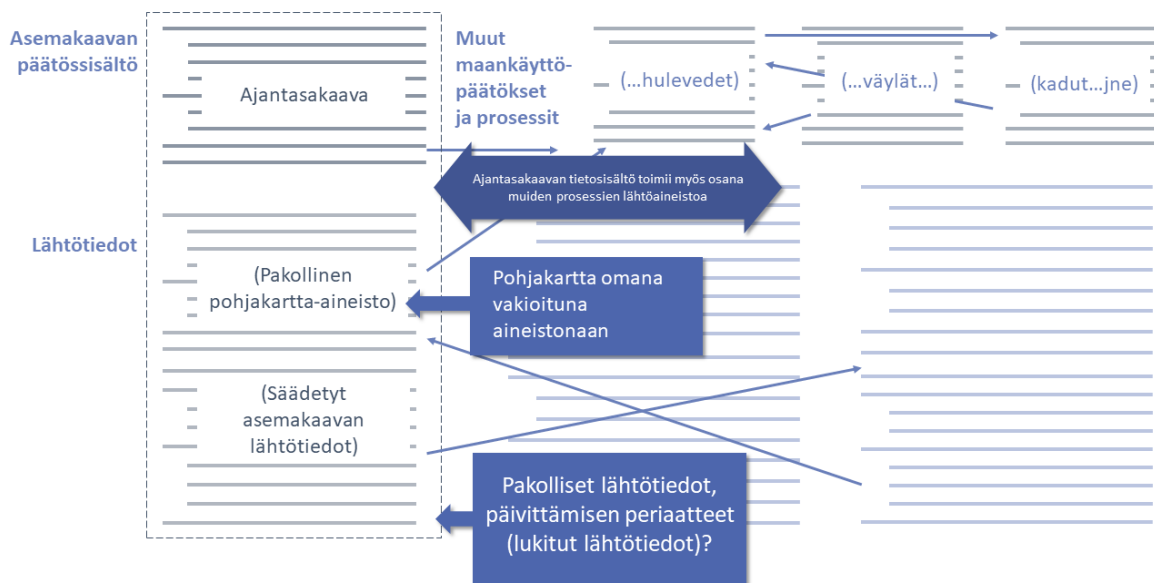 Asemakaavan
päätössisältö
Ajantasakaava
Muut
maankäyttö-
päätökset
ja prosessit
(...hulevedet)
(...väylät...)
(kadut...jne)
Ajantasakaavan tietosisältö toimii myös osana
muiden prosessien lähtöaineistoa
Lähtötiedot
(Pakollinen
pohjakartta-aineisto)
Pohjakartta omana
vakioituna
aineistonaan
(Säädetyt
asemakaavan
lähtötiedot)
Pakolliset lähtötiedot,
päivittämisen periaatteet
(lukitut lähtötiedot)?